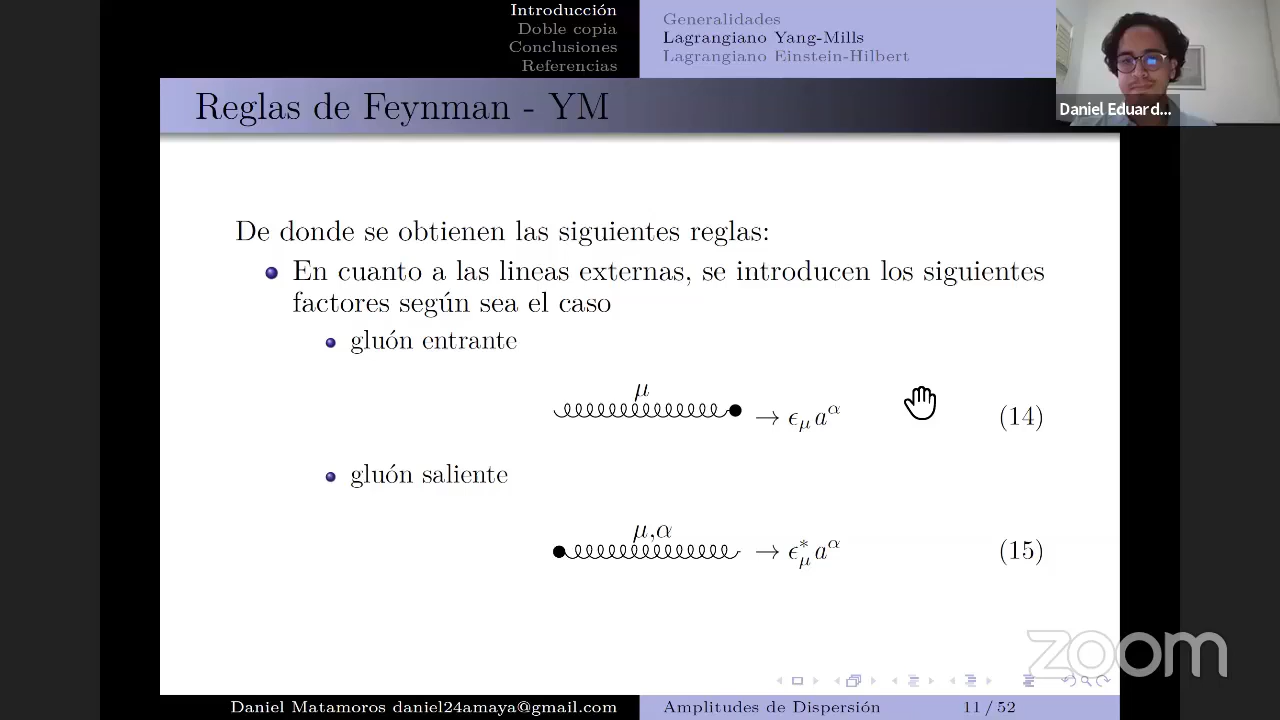 Introducción
Doble copia
Conclusiones
Referencias
Generalidades
Lagrangiano Yang-Mills
Lagrangiano Einstein-Hilbert
Daniel Eduard...
Reglas de Feynman - YM
De donde se obtienen las siguientes reglas:
En cuanto a las lineas externas, se introducen los siguientes
factores según sea el caso
gluón entrante
μ
→ ϵ_μ a^α (14)
gluón saliente
μ,α
→ ϵ*_μ a^α (15)
zoom
Daniel Matamoros daniel24amaya@gmail.com
Amplitudes de Dispersión
11 / 52